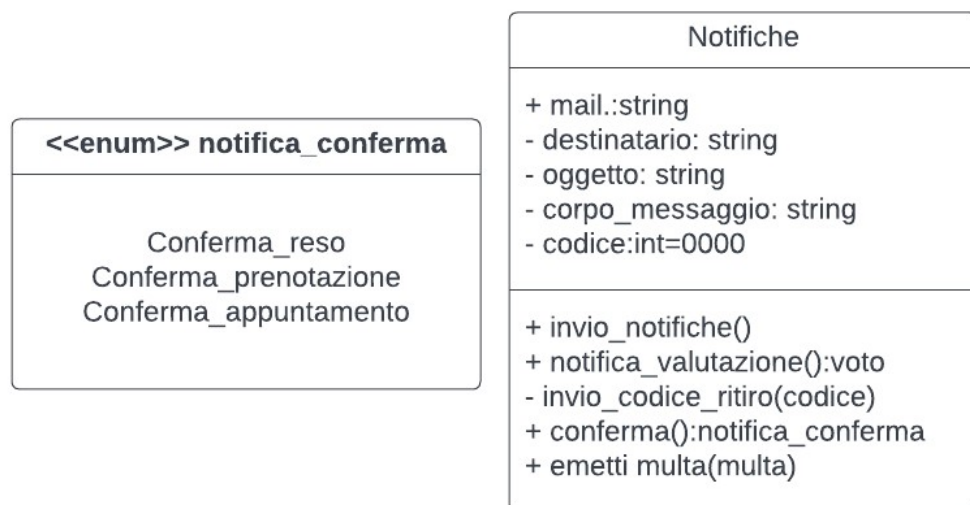 <<enum>> notifica_conferma
Conferma_reso
Conferma_prenotazione
Conferma_appuntamento
Notifiche
+ mail.:string
- destinatario: string
- oggetto: string
- corpo_messaggio: string
- codice:int=0000
+ invio_notifiche()
+ notifica_valutazione():voto
- invio_codice_ritiro(codice)
+ conferma():notifica_conferma
+ emetti multa(multa)